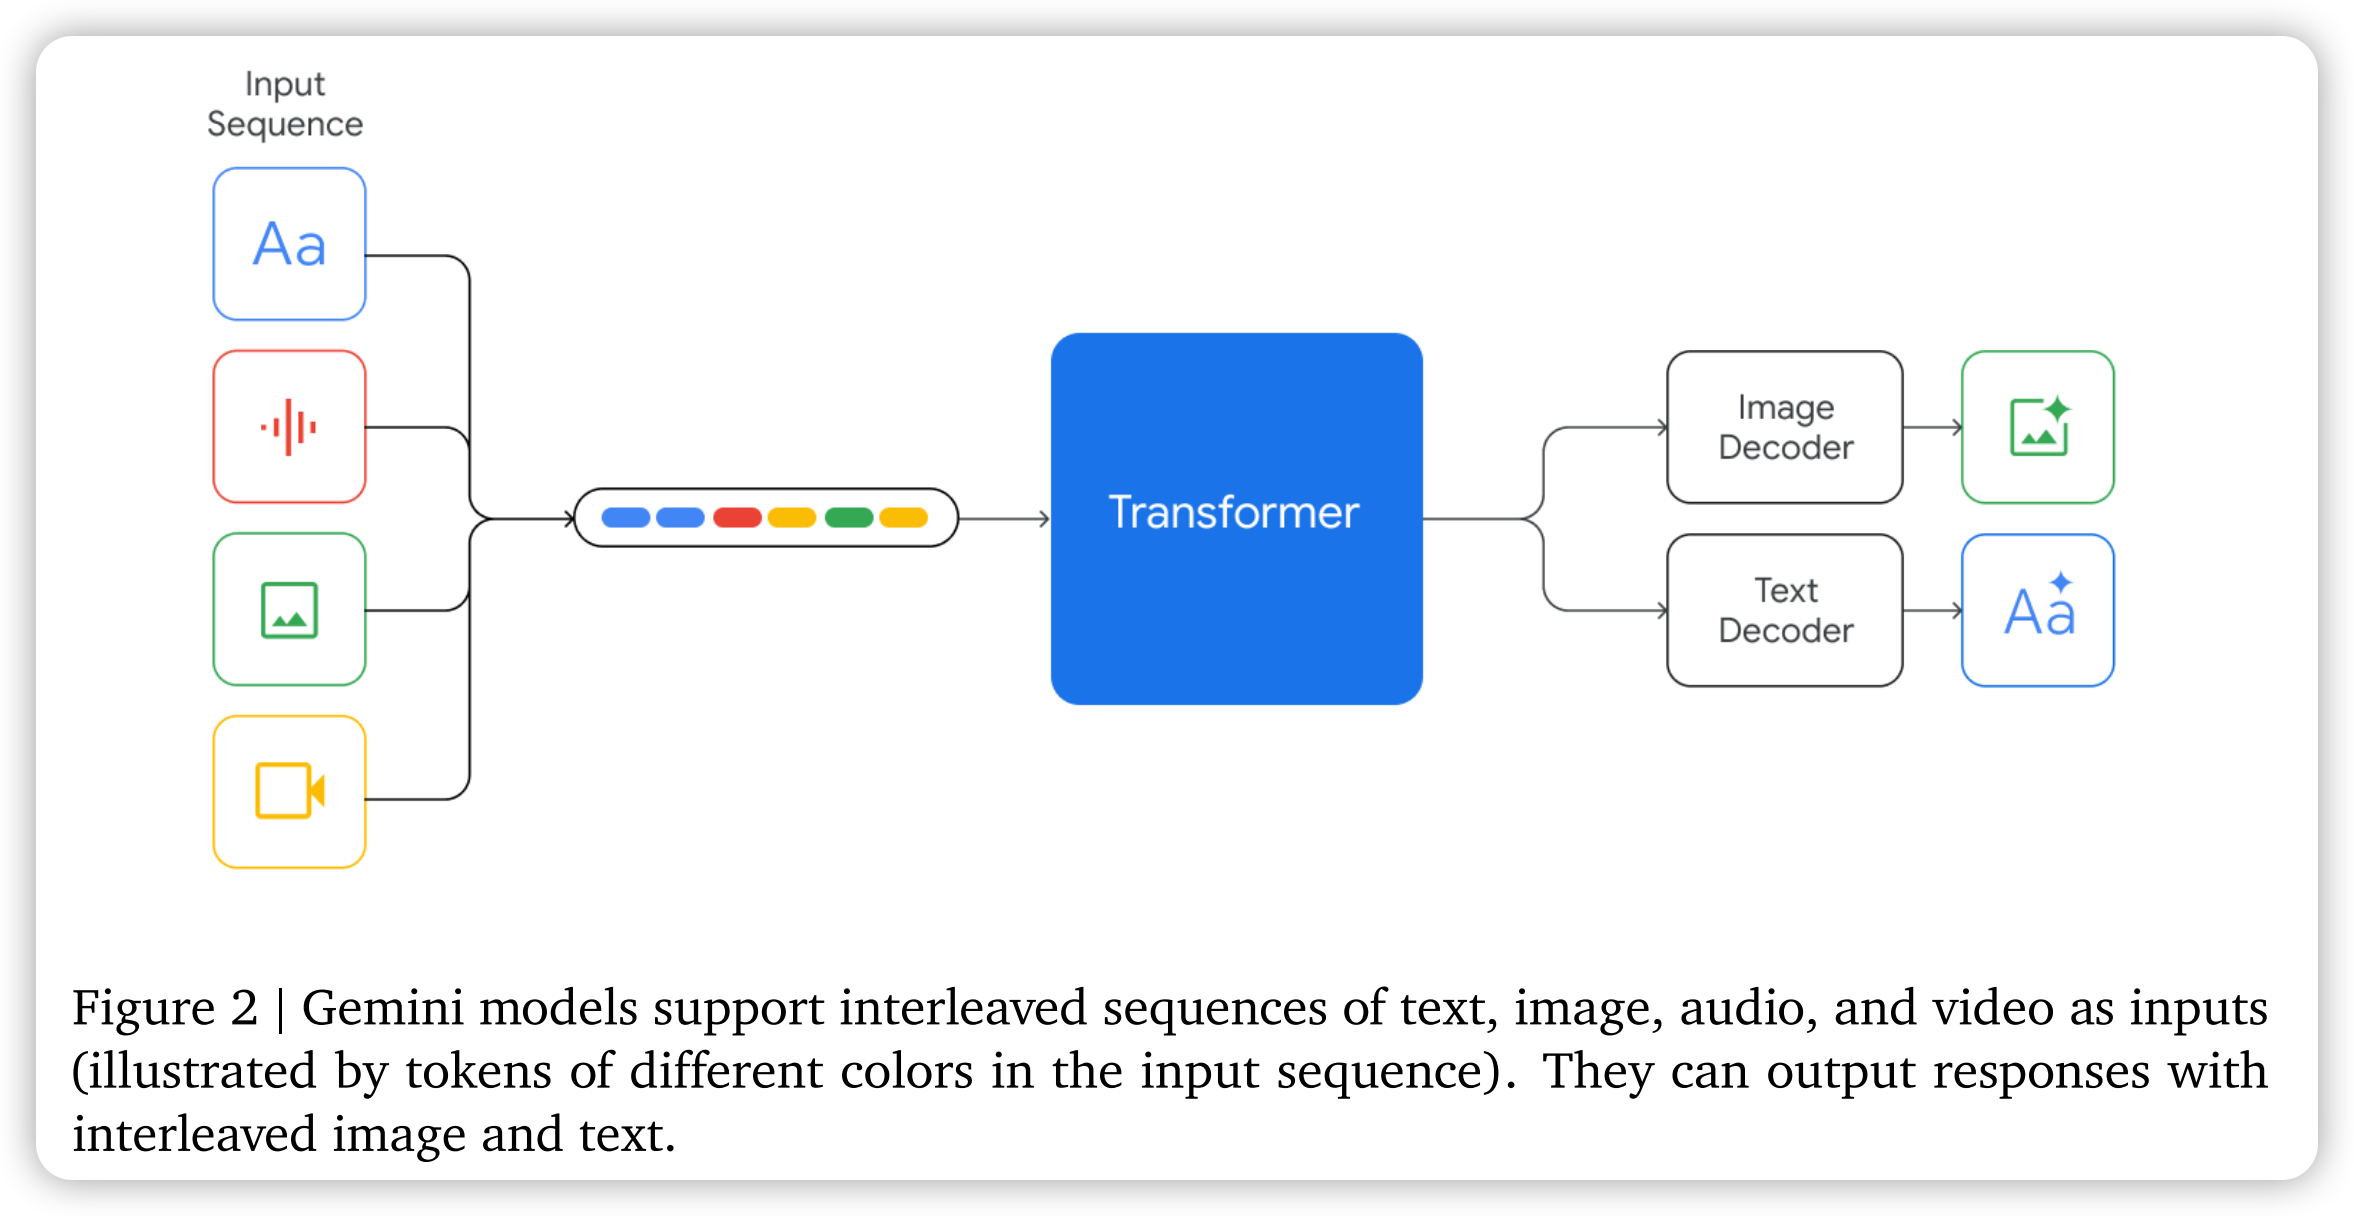 Input
Sequence
Aa
Transformer
Image
Decoder
Text
Decoder
Aa
Figure 2 | Gemini models support interleaved sequences of text, image, audio, and video as inputs
(illustrated by tokens of different colors in the input sequence). They can output responses with
interleaved image and text.